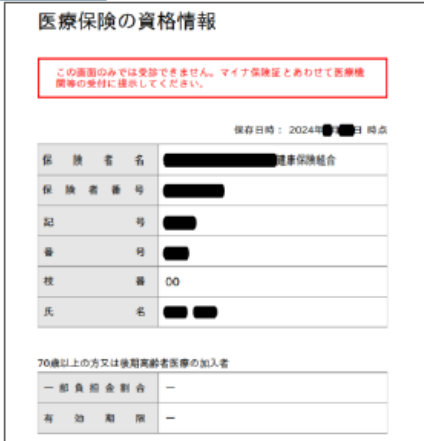 医療保険の資格情報
この画面のみでは受診できません。マイナ保険証とあわせて医療機
関等の受付に提示してください。
保存日時： 2024年 日 時点
保険者名 健康保険組合
保険者番号
記号
番号
枝番 00
氏名
70歳以上の方又は後期高齢者医療の加入者
一部負担金割合 ー
有効期限 ー